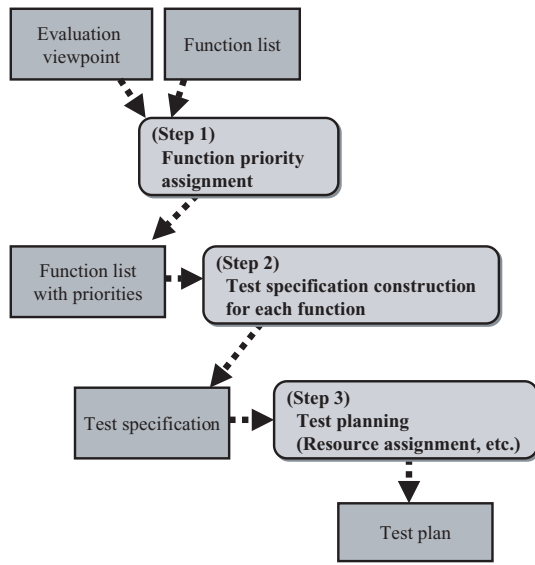 Evaluation
viewpoint
Function list
(Step 1)
Function priority
assignment
Function list
with priorities
(Step 2)
Test specification construction
for each function
Test specification
(Step 3)
Test planning
(Resource assignment, etc.)
Test plan